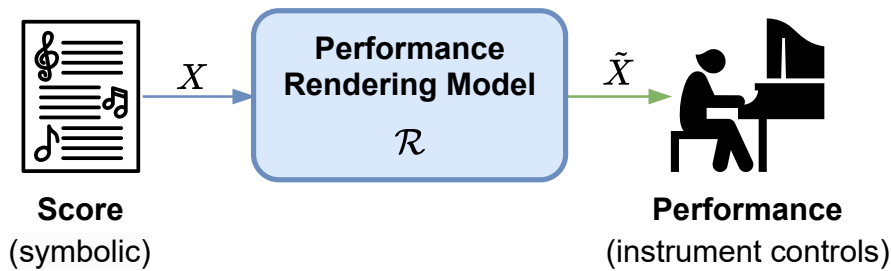 X
Performance
Rendering Model
ℛ
X̃
Score
(symbolic)
Performance
(instrument controls)